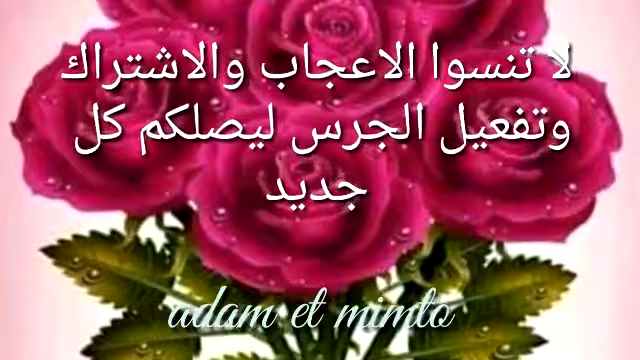 لا تنسوا الاعجاب والاشتراك
وتفعيل الجرس ليصلكم كل
جديد
adam et mimto